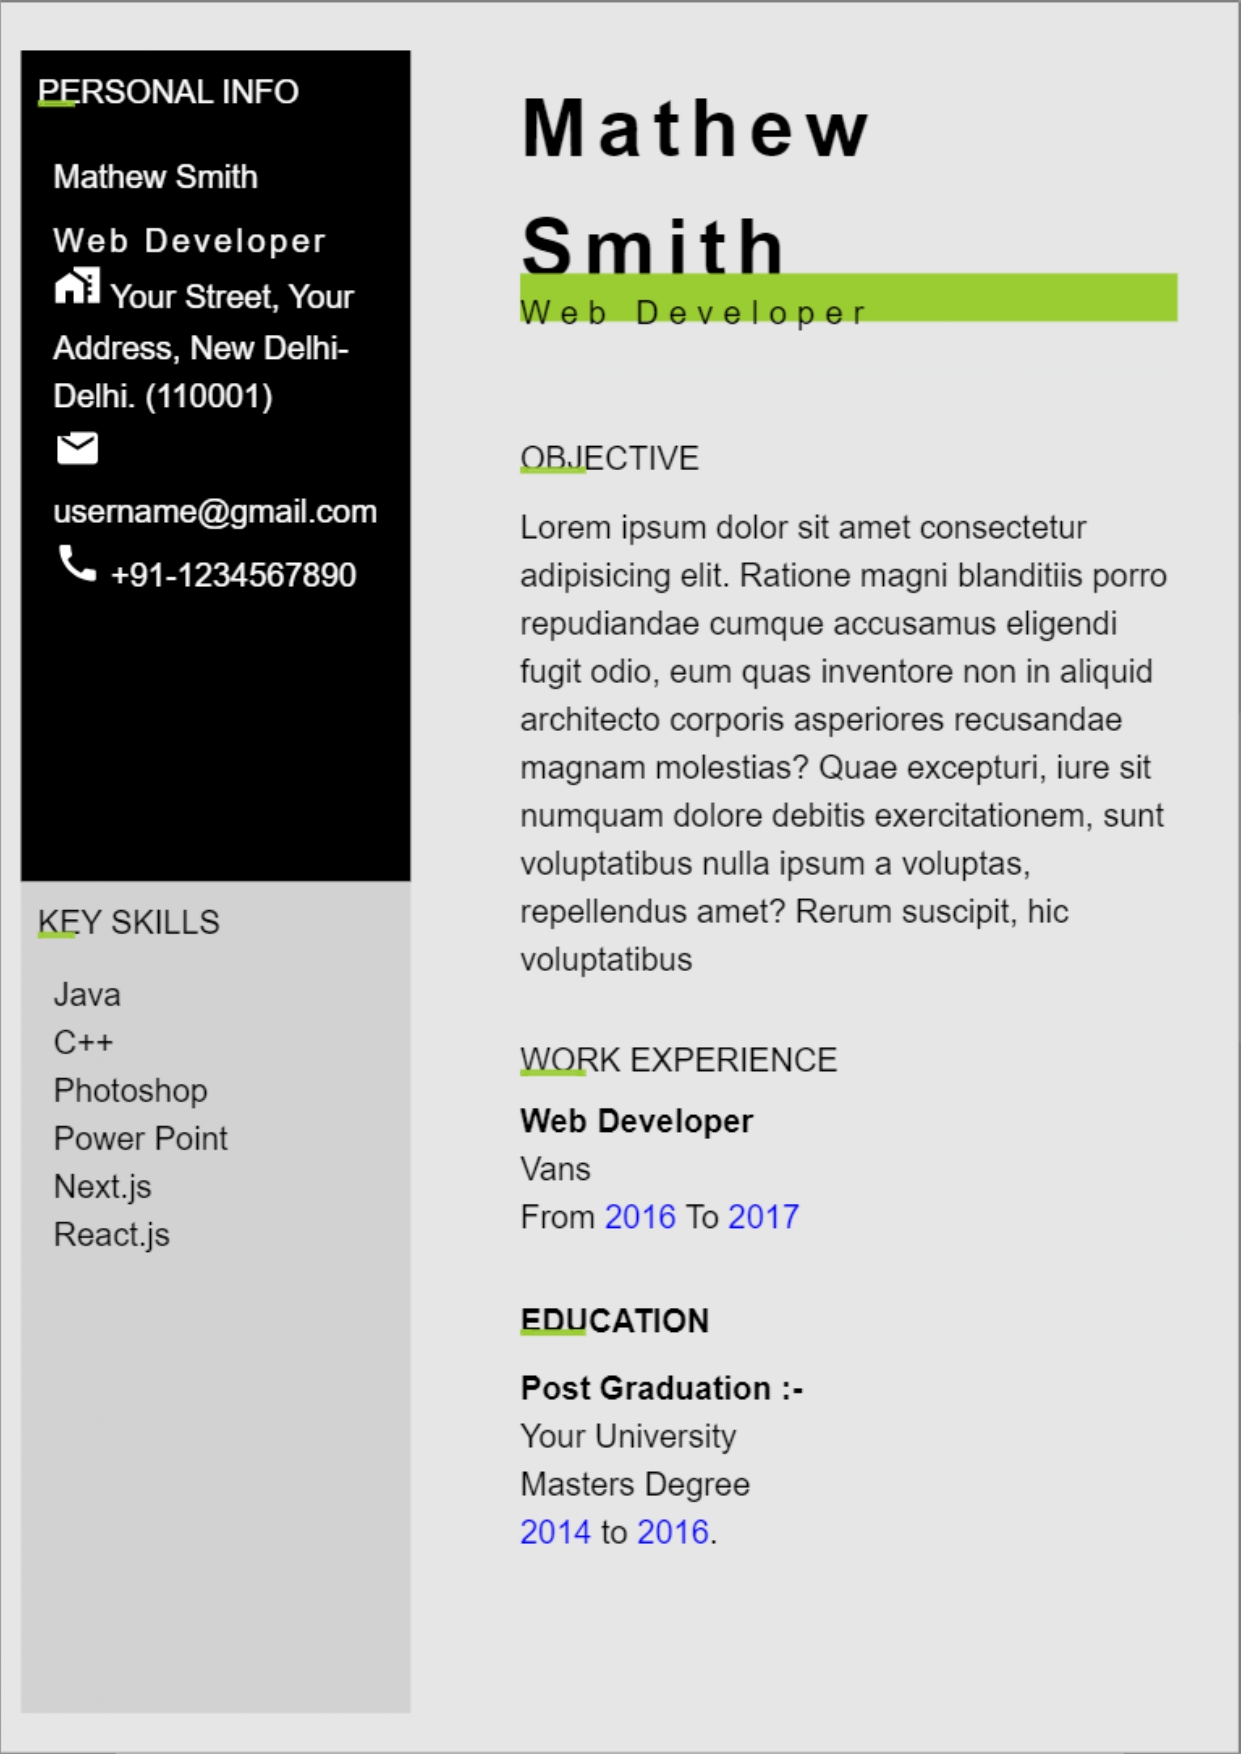 PERSONAL INFO
Mathew Smith
Web Developer
Your Street, Your
Address, New Delhi-
Delhi. (110001)
username@gmail.com
+91-1234567890
KEY SKILLS
Java
C++
Photoshop
Power Point
Next.js
React.js
Mathew
Smith
Web Developer
OBJECTIVE
Lorem ipsum dolor sit amet consectetur
adipisicing elit. Ratione magni blanditiis porro
repudiandae cumque accusamus eligendi
fugit odio, eum quas inventore non in aliquid
architecto corporis asperiores recusandae
magnam molestias? Quae excepturi, iure sit
numquam dolore debitis exercitationem, sunt
voluptatibus nulla ipsum a voluptas,
repellendus amet? Rerum suscipit, hic
voluptatibus
WORK EXPERIENCE
Web Developer
Vans
From 2016 To 2017
EDUCATION
Post Graduation :-
Your University
Masters Degree
2014 to 2016.